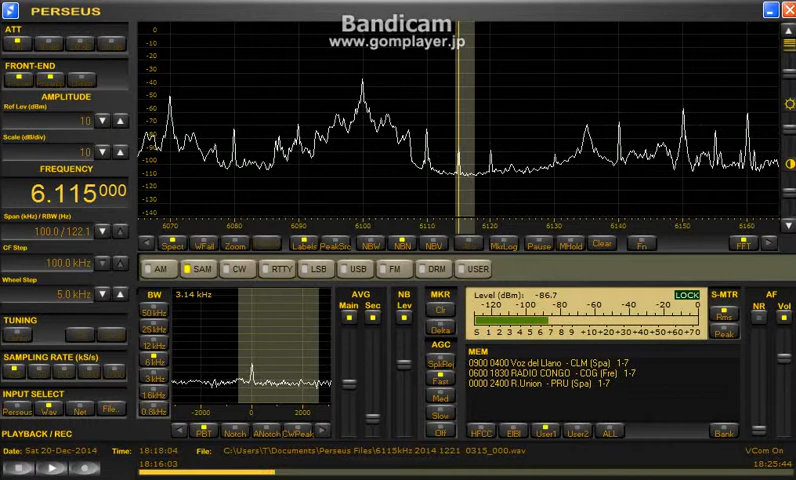 PERSEUS
Bandicam
www.gomplayer.jp
ATT
FRONT-END
AMPLITUDE
Ref Lev (dBm)
10
Scale (dB/div)
10
FREQUENCY
6.115000
Span (kHz) / RBW (Hz)
100.0 / 122.1
CF Step
100.0 kHz
Wheel Step
5.0 kHz
TUNING
SAMPLING RATE (kS/s)
INPUT SELECT
Perseus Wav Net File..
0
-10
-20
-30
-40
-50
-60
-70
-80
-90
-100
-110
-120
-130
-140
6070 6080 6090 6100 6110 6120 6130 6140 6150 6160
Spect WFall Zoom Labels PeakSrc NBW NBN NBV MkrLog Pause MHold Clear Fn FFT
AM SAM CW RTTY LSB USB FM DRM USER
BW
50kHz
25kHz
12kHz
6kHz
3kHz
1.6kHz
0.8kHz
3.14 kHz
-2000 0 2000
PBT Notch ANotch CWPeak
AVG
Main Sec
NB
Lev
MKR
Clr
Delta
AGC
SpkRej
Fast
Med
Slow
Off
Level (dBm): -86.7 LOCK
-120 -100 -80 -60 -40 -20 0
S 1 2 3 4 5 6 7 8 9 +10 +20 +30 +40 +50 +60 +70
S-MTR
Rms
Peak
AF
NR Vol
MEM
0900 0400 Voz del Llano - CLM (Spa) 1-7
0600 1830 RADIO CONGO - COG (Fre) 1-7
0000 2400 R.Union - PRU (Spa) 1-7
HFCC EIBI User1 User2 ALL Bank
PLAYBACK / REC
Date: Sat 20-Dec-2014 Time: 18:18:04 File: C:\Users\T\Documents\Perseus Files\6115kHz 2014 1221 0315_000.wav VCom On
18:16:03 18:25:44